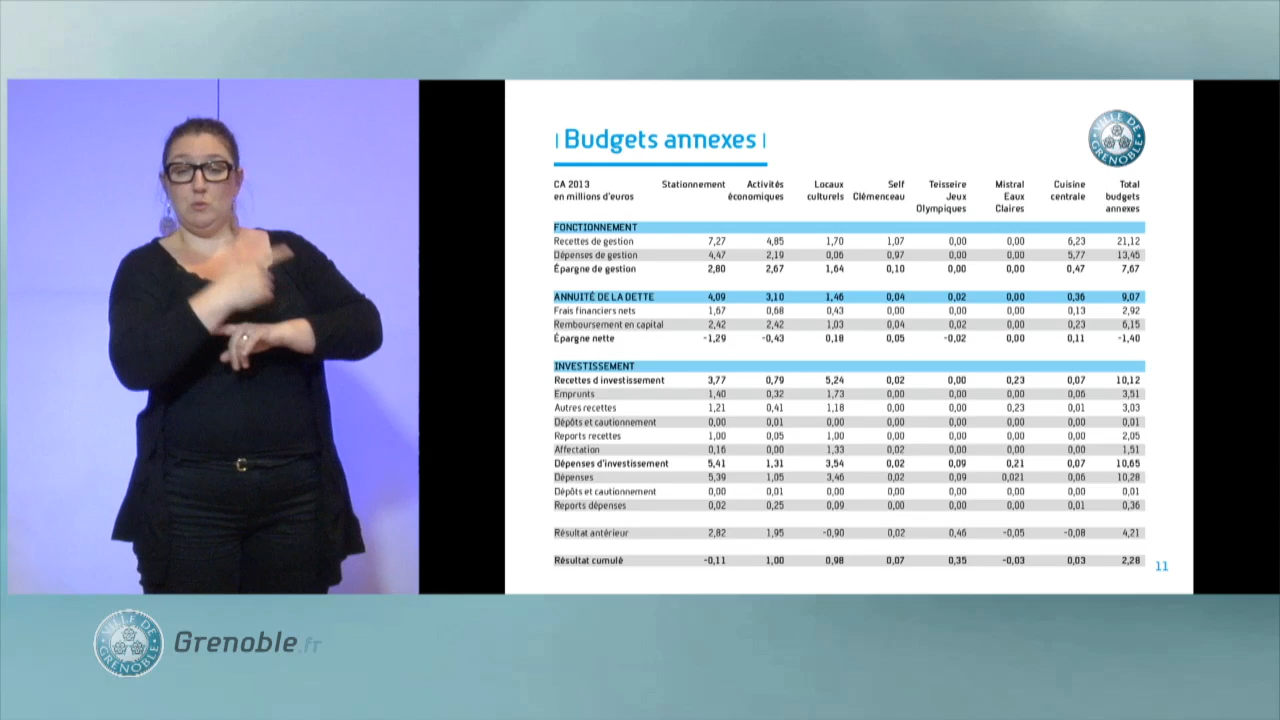 Budgets annexes
VILLE DE
GRENOBLE
CA 2013 Stationnement Activités Locaux Self Teisseire Mistral Cuisine Total
en millions d'euros économiques culturels Clémenceau Jeux Eaux centrale budgets
Olympiques Claires annexes
FONCTIONNEMENT
Recettes de gestion 7,27 4,85 1,70 1,07 0,00 0,00 6,23 21,12
Dépenses de gestion 4,47 2,19 0,06 0,97 0,00 0,00 5,77 13,45
Épargne de gestion 2,80 2,67 1,64 0,10 0,00 0,00 0,47 7,67
ANNUITÉ DE LA DETTE 4,09 3,10 1,46 0,04 0,02 0,00 0,36 9,07
Frais financiers nets 1,67 0,68 0,43 0,00 0,00 0,00 0,13 2,92
Remboursement en capital 2,42 2,42 1,03 0,04 0,02 0,00 0,23 6,15
Épargne nette -1,29 -0,43 0,18 0,05 -0,02 0,00 0,11 -1,40
INVESTISSEMENT
Recettes d investissement 3,77 0,79 5,24 0,02 0,00 0,23 0,07 10,12
Emprunts 1,40 0,32 1,73 0,00 0,00 0,00 0,06 3,51
Autres recettes 1,21 0,41 1,18 0,00 0,00 0,23 0,01 3,03
Dépôts et cautionnement 0,00 0,01 0,00 0,00 0,00 0,00 0,00 0,01
Reports recettes 1,00 0,05 1,00 0,00 0,00 0,00 0,00 2,05
Affectation 0,16 0,00 1,33 0,02 0,00 0,00 0,00 1,51
Dépenses d'investissement 5,41 1,31 3,54 0,02 0,09 0,21 0,07 10,65
Dépenses 5,39 1,05 3,46 0,02 0,09 0,021 0,06 10,28
Dépôts et cautionnement 0,00 0,01 0,00 0,00 0,00 0,00 0,00 0,01
Reports dépenses 0,02 0,25 0,09 0,00 0,00 0,00 0,01 0,36
Résultat antérieur 2,82 1,95 -0,90 0,02 0,46 -0,05 -0,08 4,21
Résultat cumulé -0,11 1,00 0,98 0,07 0,35 -0,03 0,03 2,28
11
VILLE DE
GRENOBLE
Grenoble.fr